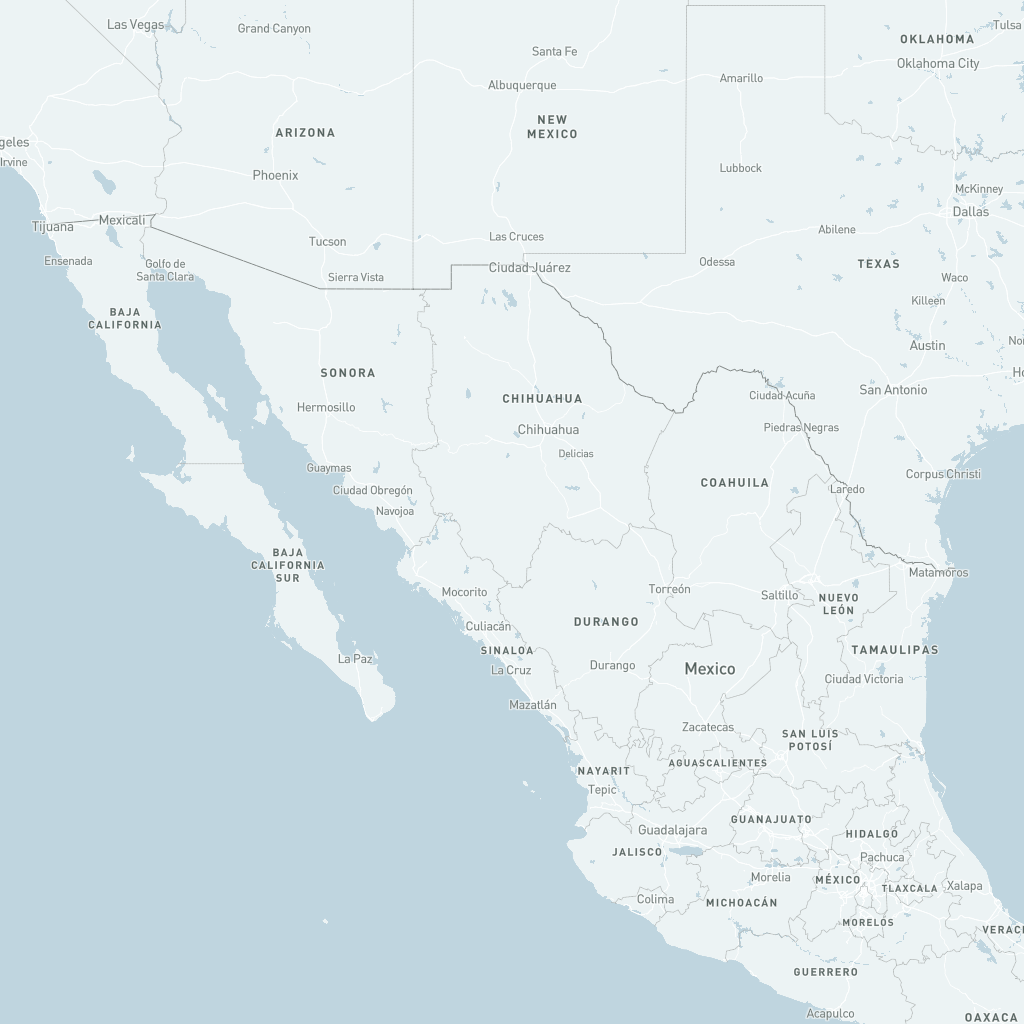 Las Vegas
Grand Canyon
Tulsa
OKLAHOMA
Santa Fe
Oklahoma City
Amarillo
Albuquerque
NEW
MEXICO
ARIZONA
geles
Irvine
Phoenix
Lubbock
McKinney
Dallas
Tijuana
Mexicali
Abilene
Las Cruces
Tucson
Ensenada
Golfo de
Santa Clara
Sierra Vista
Ciudad Juárez
Odessa
TEXAS
Waco
Killeen
BAJA
CALIFORNIA
Austin
No
Ho
SONORA
San Antonio
CHIHUAHUA
Ciudad Acuña
Hermosillo
Chihuahua
Piedras Negras
Delicias
Guaymas
Corpus Christi
COAHUILA
Ciudad Obregón
Laredo
Navojoa
BAJA
CALIFORNIA
SUR
Matamoros
Mocorito
Torreón
Saltillo
NUEVO
LEÓN
Culiacán
DURANGO
SINALOA
TAMAULIPAS
La Paz
La Cruz
Durango
Mexico
Ciudad Victoria
Mazatlán
Zacatecas
SAN LUIS
POTOSÍ
NAYARIT
AGUASCALIENTES
Tepic
GUANAJUATO
Guadalajara
HIDALGO
JALISCO
Pachuca
Morelia
MÉXICO
TLAXCALA
Xalapa
Colima
MICHOACÁN
MORELOS
VERAC
GUERRERO
Acapulco
OAXACA